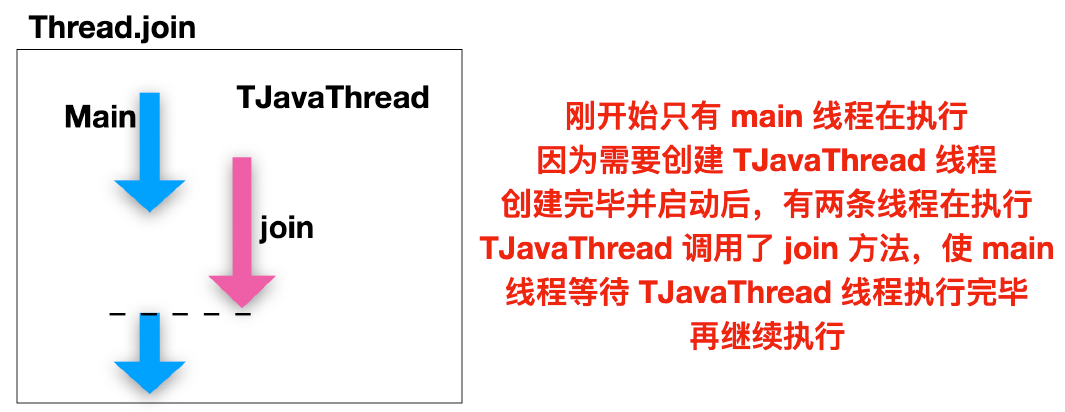 Thread.join
Main
TJavaThread
join
刚开始只有 main 线程在执行
因为需要创建 TJavaThread 线程
创建完毕并启动后，有两条线程在执行
TJavaThread 调用了 join 方法，使 main
线程等待 TJavaThread 线程执行完毕
再继续执行